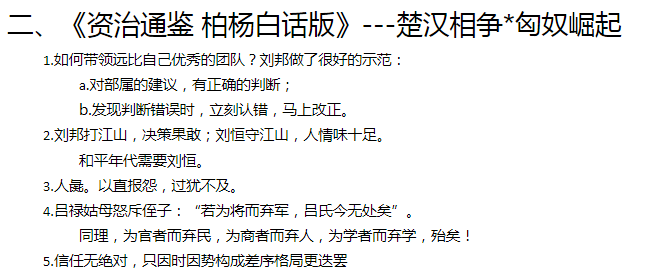 二、《资治通鉴 柏杨白话版》---楚汉相争*匈奴崛起
1.如何带领远比自己优秀的团队？刘邦做了很好的示范：
a.对部属的建议，有正确的判断；
b.发现判断错误时，立刻认错，马上改正。
2.刘邦打江山，决策果敢；刘恒守江山，人情味十足。
和平年代需要刘恒。
3.人彘。以直报怨，过犹不及。
4.吕禄姑母怒斥侄子：“若为将而弃军，吕氏今无处矣”。
同理，为官者而弃民，为商者而弃人，为学者而弃学，殆矣！
5.信任无绝对，只因时因势构成差序格局更迭罢